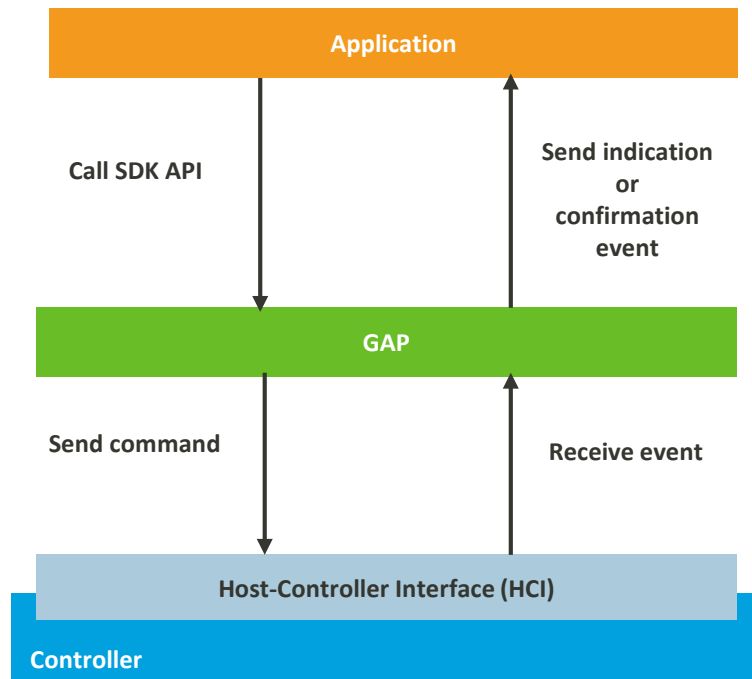 Application
Call SDK API
Send indication
or
confirmation
event
GAP
Send command
Receive event
Host-Controller Interface (HCI)
Controller